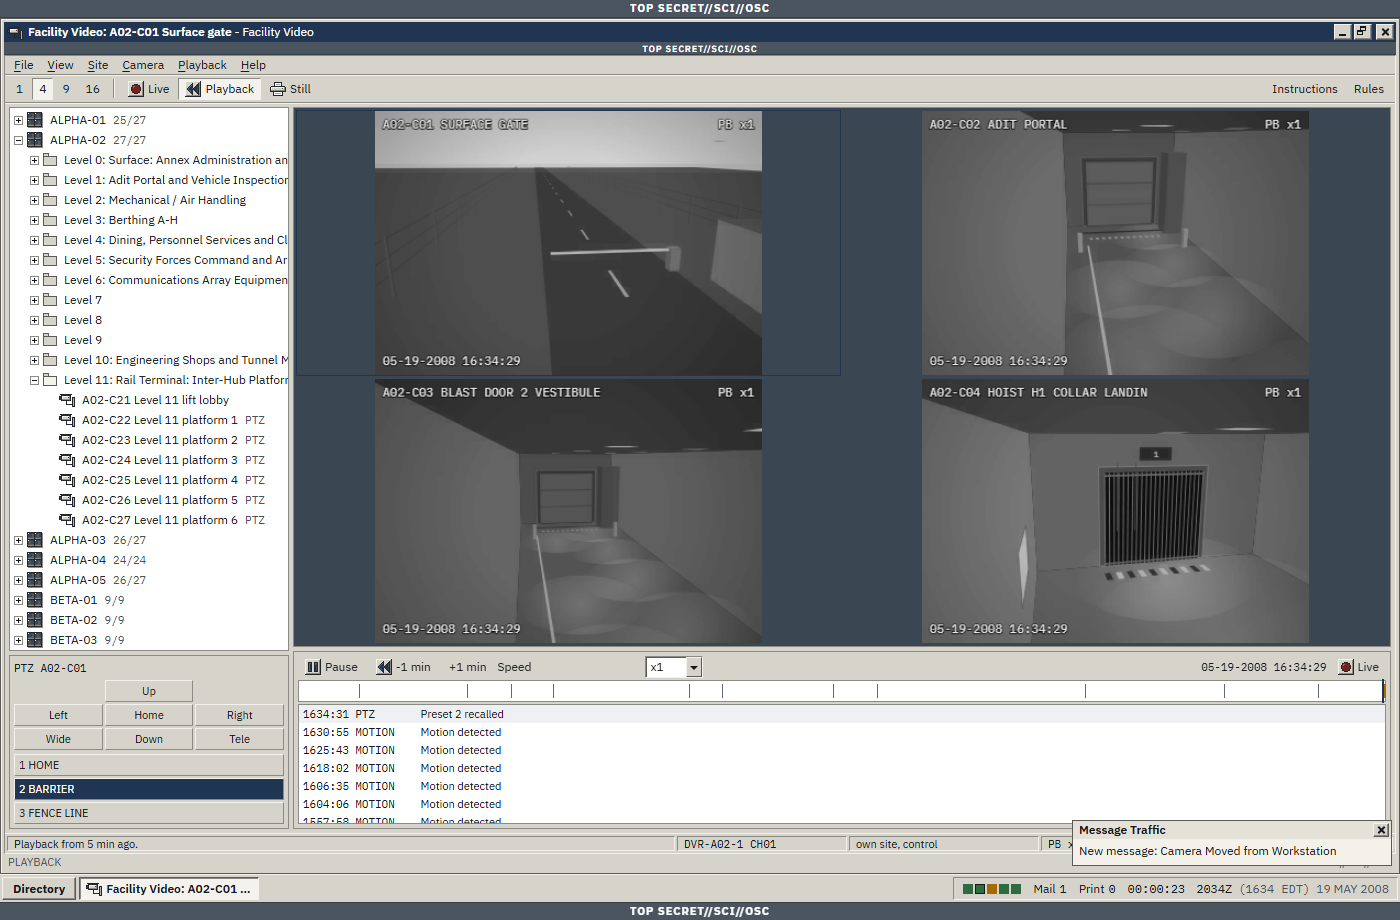 TOP SECRET//SCI//OSC
Facility Video: A02-C01 Surface gate - Facility Video
TOP SECRET//SCI//OSC
File View Site Camera Playback Help
1 4 9 16 Live Playback Still Instructions Rules
ALPHA-01 25/27
ALPHA-02 27/27
Level 0: Surface: Annex Administration an
Level 1: Adit Portal and Vehicle Inspection
Level 2: Mechanical / Air Handling
Level 3: Berthing A-H
Level 4: Dining, Personnel Services and Cl
Level 5: Security Forces Command and Ar
Level 6: Communications Array Equipmen
Level 7
Level 8
Level 9
Level 10: Engineering Shops and Tunnel M
Level 11: Rail Terminal: Inter-Hub Platforr
A02-C21 Level 11 lift lobby
A02-C22 Level 11 platform 1 PTZ
A02-C23 Level 11 platform 2 PTZ
A02-C24 Level 11 platform 3 PTZ
A02-C25 Level 11 platform 4 PTZ
A02-C26 Level 11 platform 5 PTZ
A02-C27 Level 11 platform 6 PTZ
ALPHA-03 26/27
ALPHA-04 24/24
ALPHA-05 26/27
BETA-01 9/9
BETA-02 9/9
BETA-03 9/9
A02-C01 SURFACE GATE PB x1
05-19-2008 16:34:29
A02-C02 ADIT PORTAL PB x1
05-19-2008 16:34:29
A02-C03 BLAST DOOR 2 VESTIBULE PB x1
05-19-2008 16:34:29
A02-C04 HOIST H1 COLLAR LANDIN PB x1
1
05-19-2008 16:34:29
PTZ A02-C01
Up
Left Home Right
Wide Down Tele
1 HOME
2 BARRIER
3 FENCE LINE
Pause -1 min +1 min Speed x1 05-19-2008 16:34:29 Live
1634:31 PTZ Preset 2 recalled
1630:55 MOTION Motion detected
1625:43 MOTION Motion detected
1618:02 MOTION Motion detected
1606:35 MOTION Motion detected
1604:06 MOTION Motion detected
1557:58 MOTION Motion detected
Playback from 5 min ago. DVR-A02-1 CH01 own site, control PB x
PLAYBACK
Message Traffic
New message: Camera Moved from Workstation
Directory Facility Video: A02-C01 ... Mail 1 Print 0 00:00:23 2034Z (1634 EDT) 19 MAY 2008
TOP SECRET//SCI//OSC